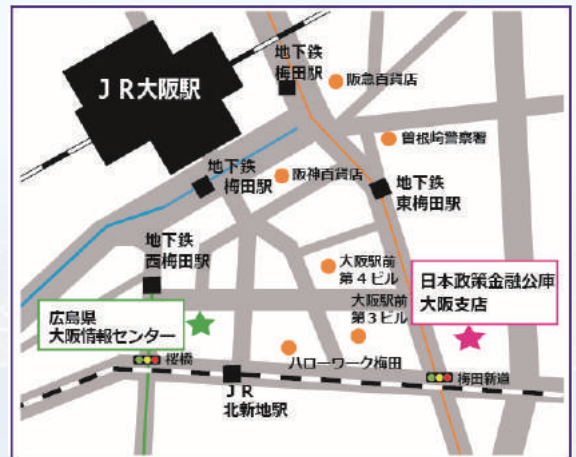 JR大阪駅
地下鉄
梅田駅
阪急百貨店
曽根崎警察署
地下鉄
梅田駅
阪神百貨店
地下鉄
東梅田駅
地下鉄
西梅田駅
大阪駅前
第4ビル
日本政策金融公庫
大阪支店
広島県
大阪情報センター
大阪駅前
第3ビル
桜橋
ハローワーク梅田
梅田新道
JR
北新地駅